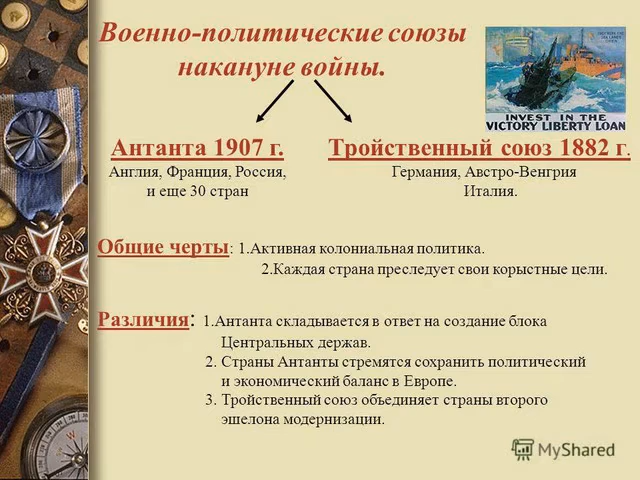 Военно-политические союзы
накануне войны.
INVEST IN THE
VICTORY LIBERTY LOAN
Антанта 1907 г.
Англия, Франция, Россия,
и еще 30 стран
Тройственный союз 1882 г.
Германия, Австро-Венгрия
Италия.
Общие черты: 1.Активная колониальная политика.
2.Каждая страна преследует свои корыстные цели.
Различия: 1.Антанта складывается в ответ на создание блока
Центральных держав.
2. Страны Антанты стремятся сохранить политический
и экономический баланс в Европе.
3. Тройственный союз объединяет страны второго
эшелона модернизации.
MyShared